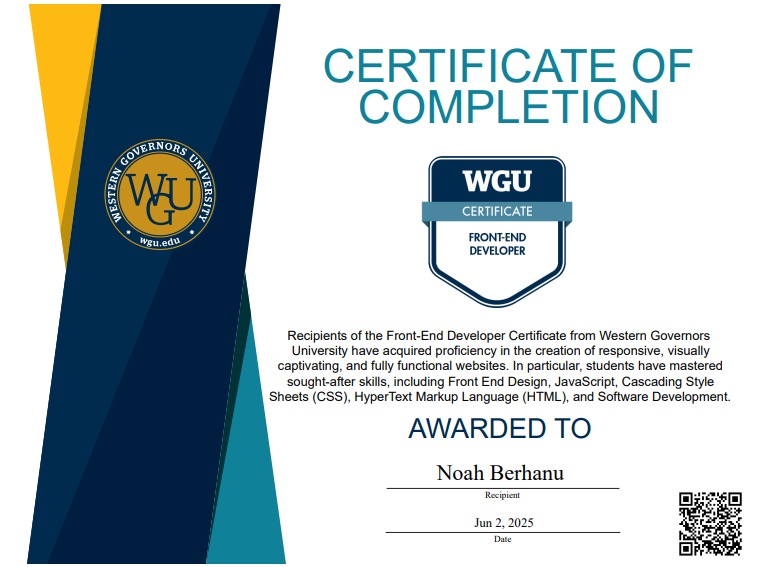 CERTIFICATE OF
COMPLETION
WESTERN GOVERNORS UNIVERSITY
WGU
wgu.edu
WGU
CERTIFICATE
FRONT-END
DEVELOPER
Recipients of the Front-End Developer Certificate from Western Governors
University have acquired proficiency in the creation of responsive, visually
captivating, and fully functional websites. In particular, students have mastered
sought-after skills, including Front End Design, JavaScript, Cascading Style
Sheets (CSS), HyperText Markup Language (HTML), and Software Development.
AWARDED TO
Noah Berhanu
Recipient
Jun 2, 2025
Date